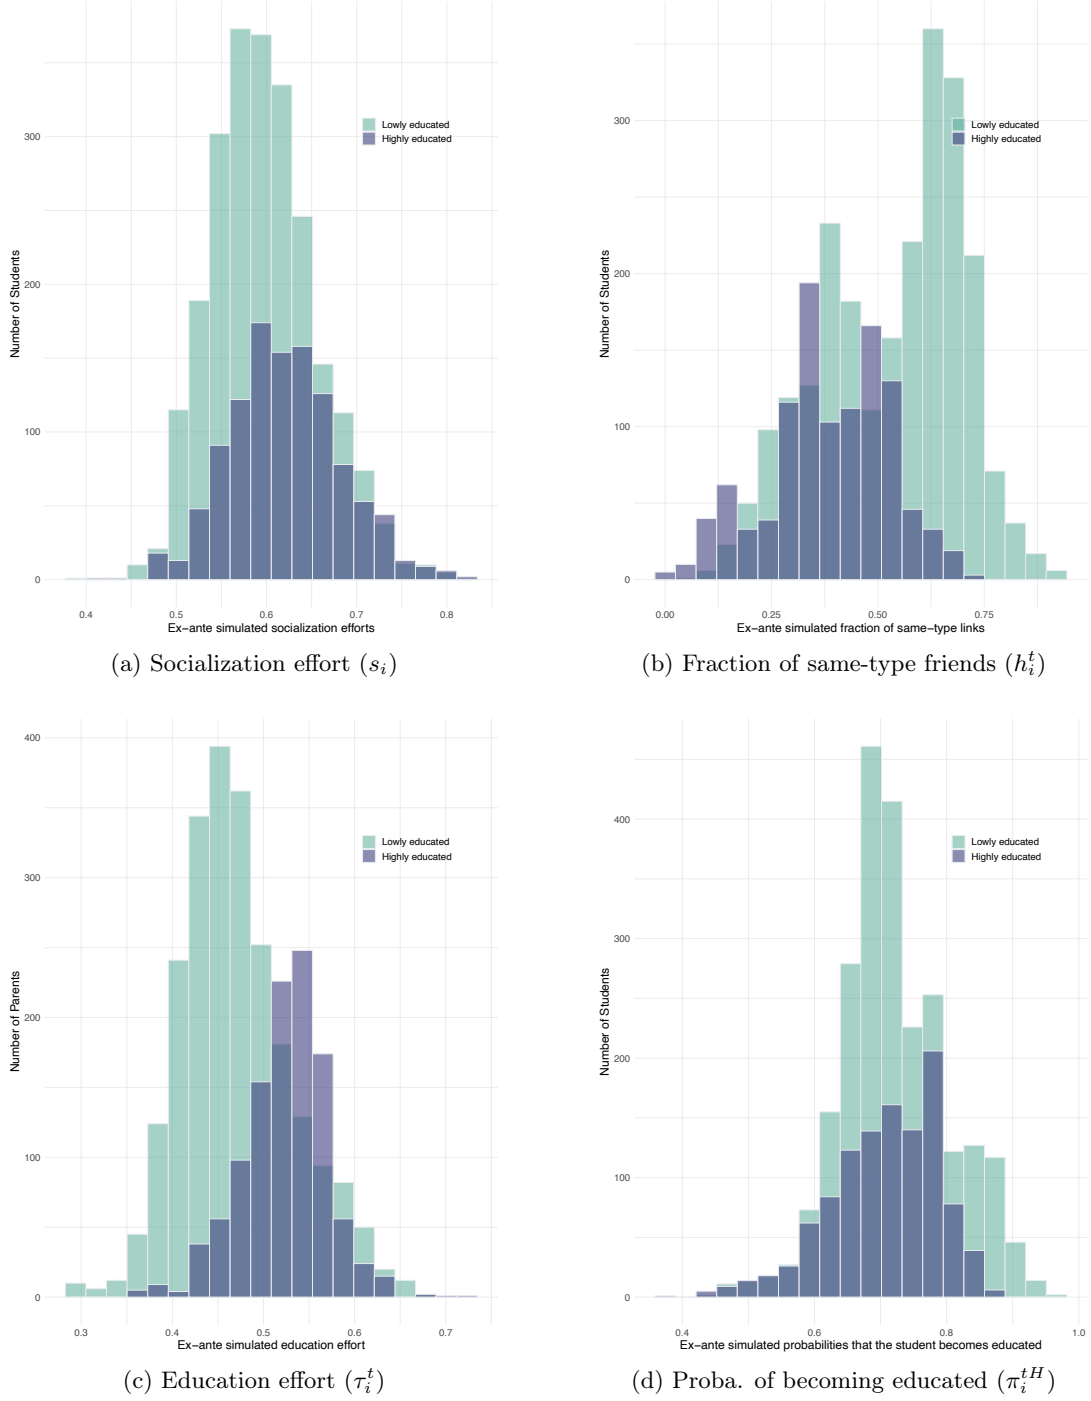 Number of Students
300
200
100
0
Lowly educated
Highly educated
0.4 0.5 0.6 0.7 0.8
Ex−ante simulated socialization efforts
(a) Socialization effort (s_i)
Number of Students
300
200
100
0
Lowly educated
Highly educated
0.00 0.25 0.50 0.75
Ex−ante simulated fraction of same−type links
(b) Fraction of same-type friends (h_i^t)
Number of Parents
400
300
200
100
0
Lowly educated
Highly educated
0.3 0.4 0.5 0.6 0.7
Ex−ante simulated education effort
(c) Education effort (τ_i^t)
Number of Students
400
300
200
100
0
Lowly educated
Highly educated
0.4 0.6 0.8 1.0
Ex−ante simulated probabilities that the student becomes educated
(d) Proba. of becoming educated (π_i^{tH})